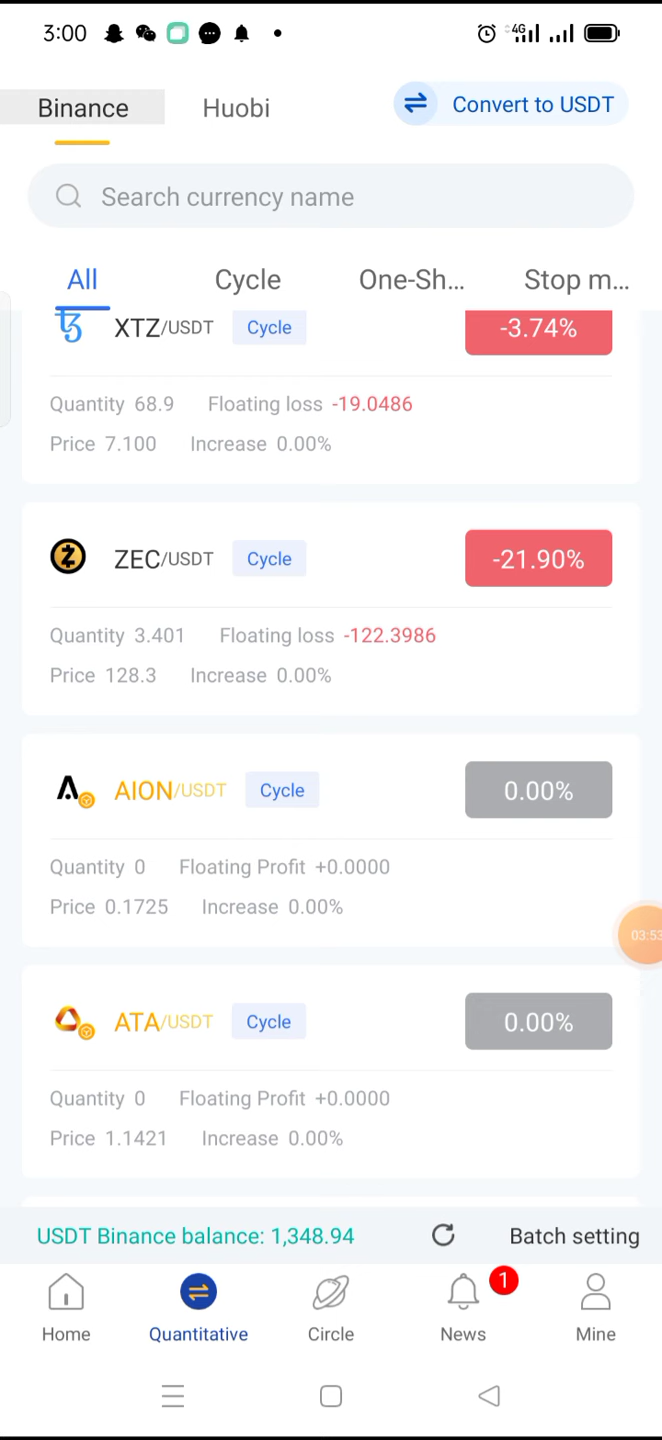 3:00 4G
Binance Huobi Convert to USDT
Search currency name
All Cycle One-Sh... Stop m...
XTZ/USDT Cycle -3.74%
Quantity 68.9 Floating loss -19.0486
Price 7.100 Increase 0.00%
ZEC/USDT Cycle -21.90%
Quantity 3.401 Floating loss -122.3986
Price 128.3 Increase 0.00%
AION/USDT Cycle 0.00%
Quantity 0 Floating Profit +0.0000
Price 0.1725 Increase 0.00%
03:53
ATA/USDT Cycle 0.00%
Quantity 0 Floating Profit +0.0000
Price 1.1421 Increase 0.00%
USDT Binance balance: 1,348.94 Batch setting
1
Home Quantitative Circle News Mine